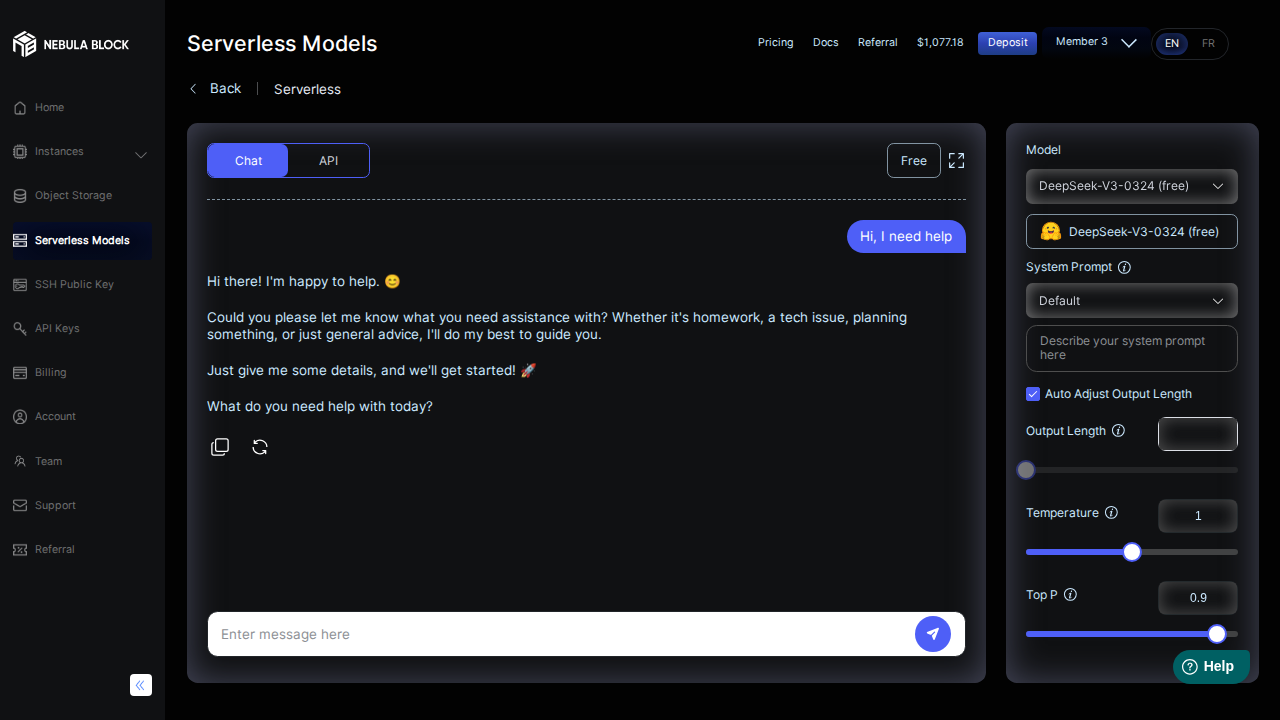 NEBULA BLOCK
Home
Instances
Object Storage
Serverless Models
SSH Public Key
API Keys
Billing
Account
Team
Support
Referral
Serverless Models
Pricing
Docs
Referral
$1,077.18
Deposit
Member 3
EN
FR
Back
Serverless
Chat
API
Free
Hi, I need help
Hi there! I'm happy to help. 😊
Could you please let me know what you need assistance with? Whether it's homework, a tech issue, planning
something, or just general advice, I'll do my best to guide you.
Just give me some details, and we'll get started! 🚀
What do you need help with today?
Enter message here
Model
DeepSeek-V3-0324 (free)
DeepSeek-V3-0324 (free)
System Prompt
Default
Describe your system prompt
here
Auto Adjust Output Length
Output Length
Temperature
1
Top P
0.9
Help